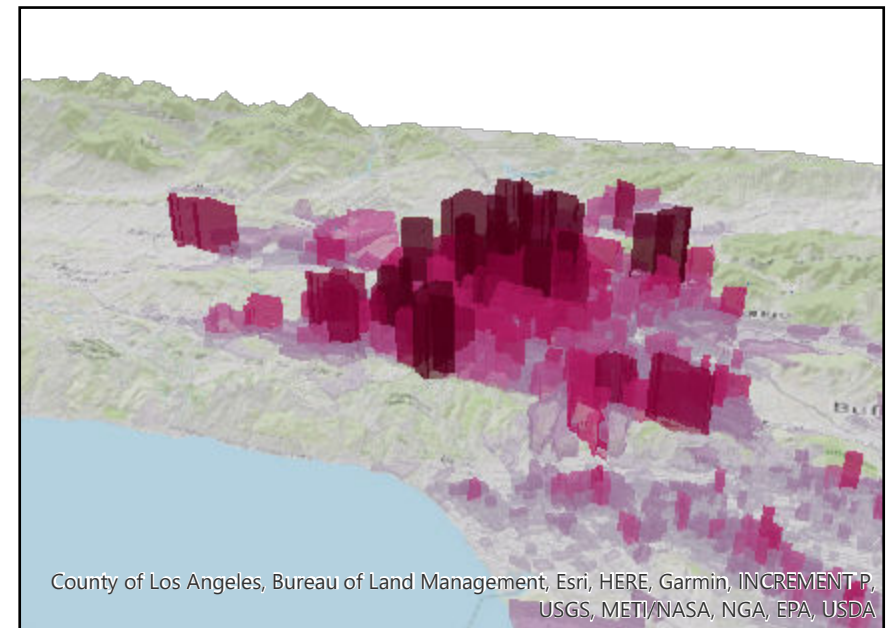 County of Los Angeles, Bureau of Land Management, Esri, HERE, Garmin, INCREMENT P,
USGS, METI/NASA, NGA, EPA, USDA